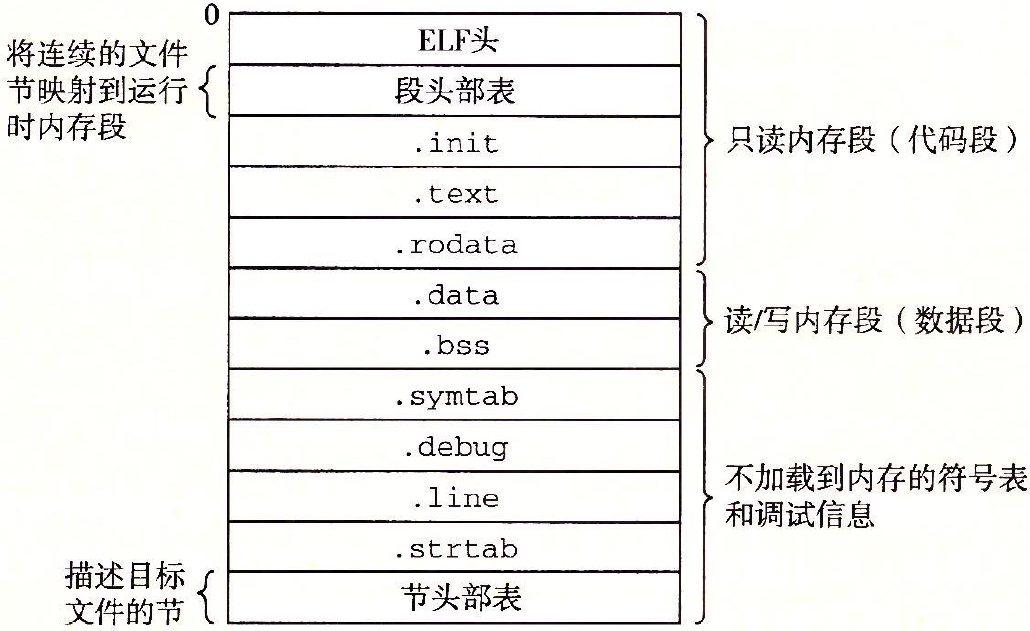 0
ELF头
将连续的文件
节映射到运行
时内存段
段头部表
.init
.text
.rodata
只读内存段（代码段）
.data
.bss
读/写内存段（数据段）
.symtab
.debug
.line
.strtab
不加载到内存的符号表
和调试信息
描述目标
文件的节
节头部表